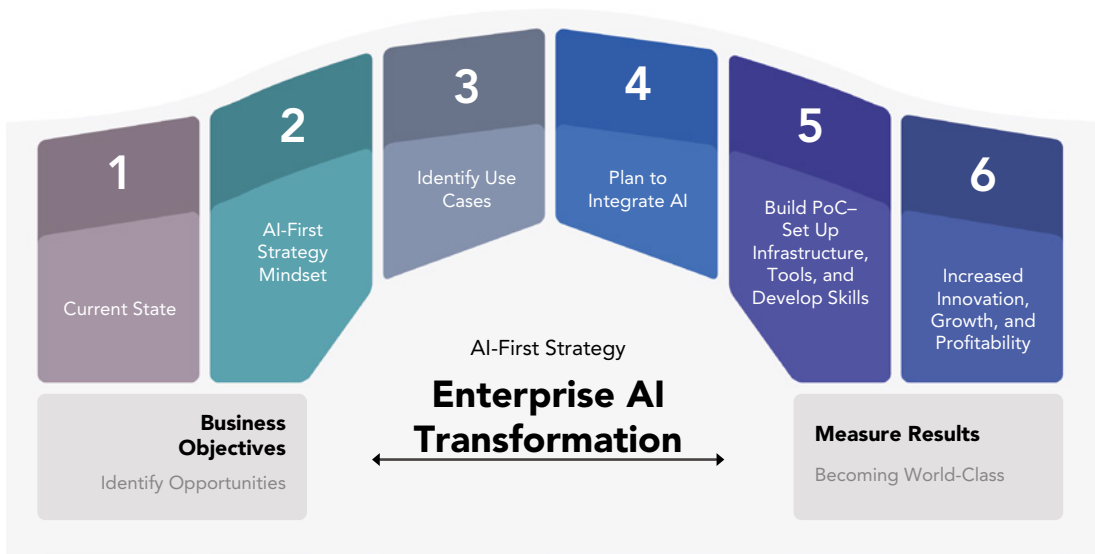 1
Current State
2
AI-First
Strategy
Mindset
3
Identify Use
Cases
4
Plan to
Integrate AI
5
Build PoC–
Set Up
Infrastructure,
Tools, and
Develop Skills
6
Increased
Innovation,
Growth, and
Profitability
AI-First Strategy
Enterprise AI
Transformation
Business
Objectives
Identify Opportunities
Measure Results
Becoming World-Class